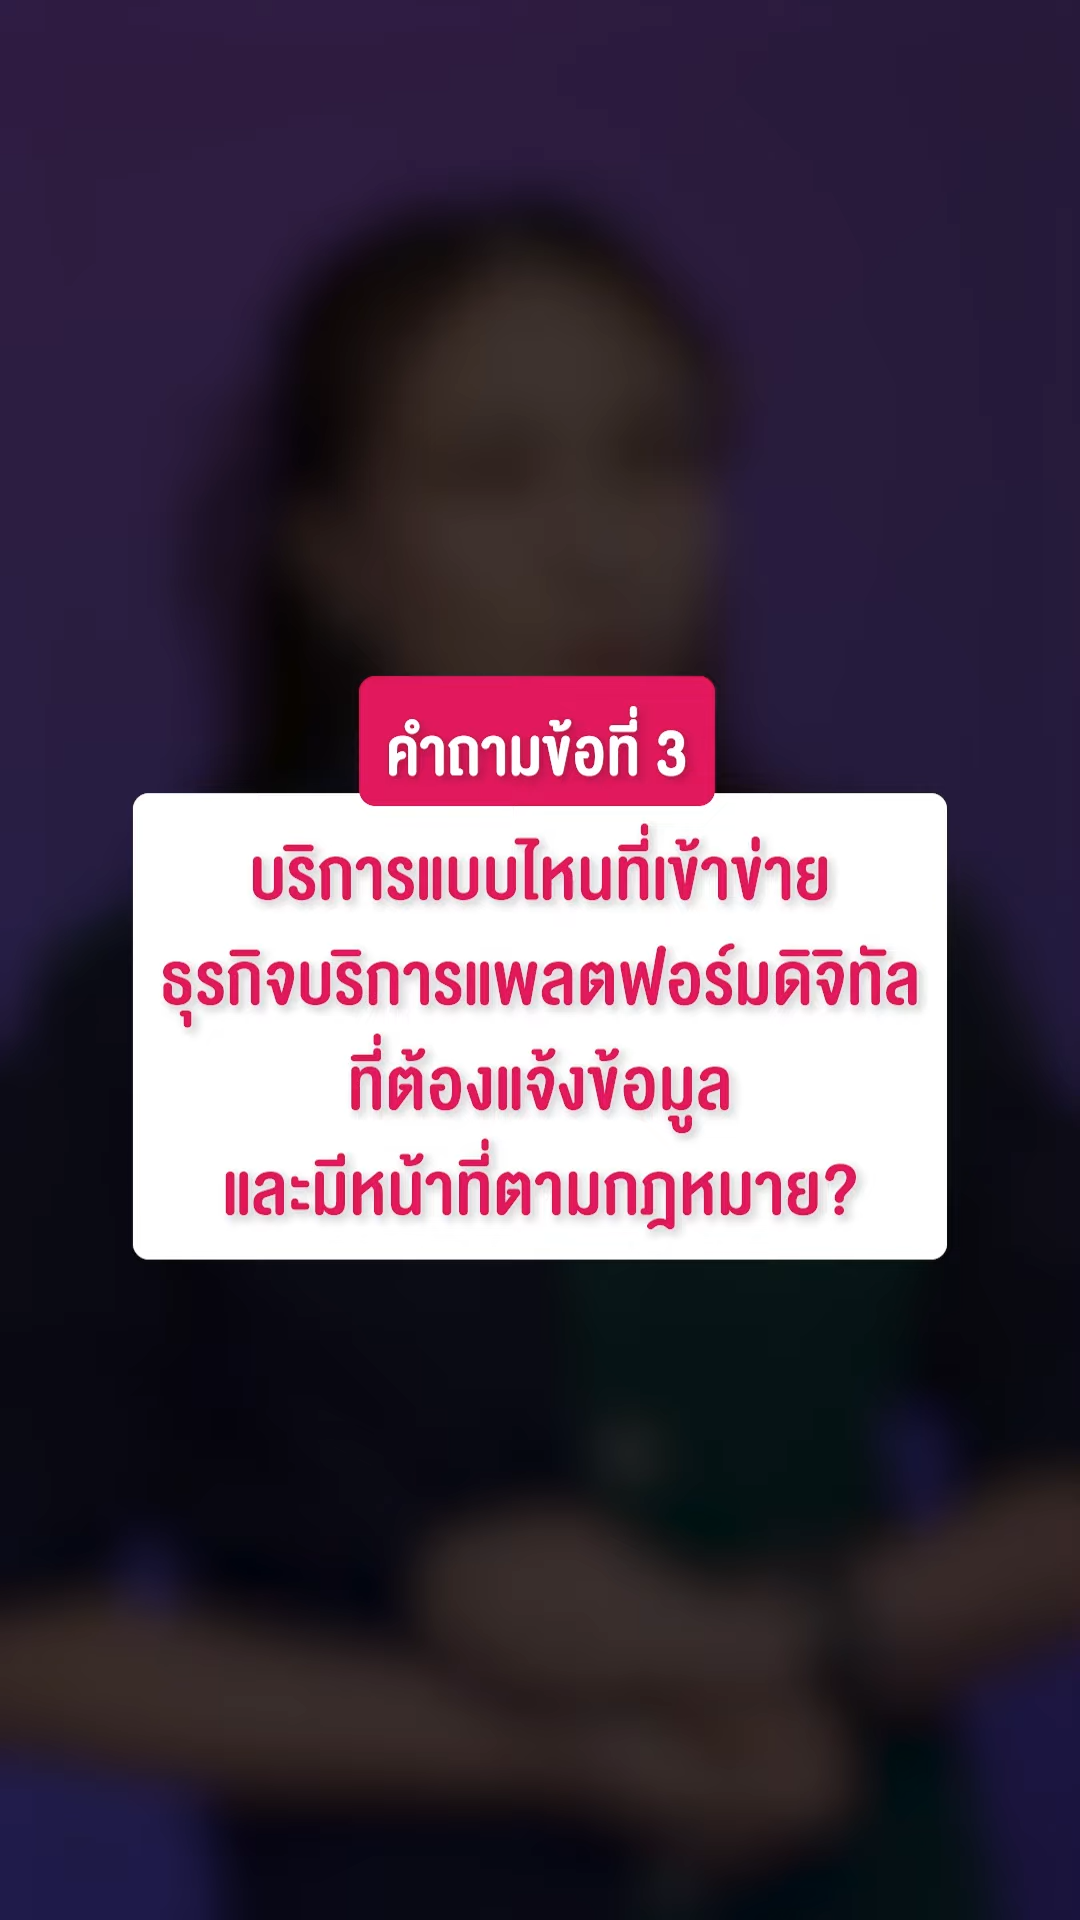 คำถามข้อที่ 3
บริการแบบไหนที่เข้าข่าย
ธุรกิจบริการแพลตฟอร์มดิจิทัล
ที่ต้องแจ้งข้อมูล
และมีหน้าที่ตามกฎหมาย?